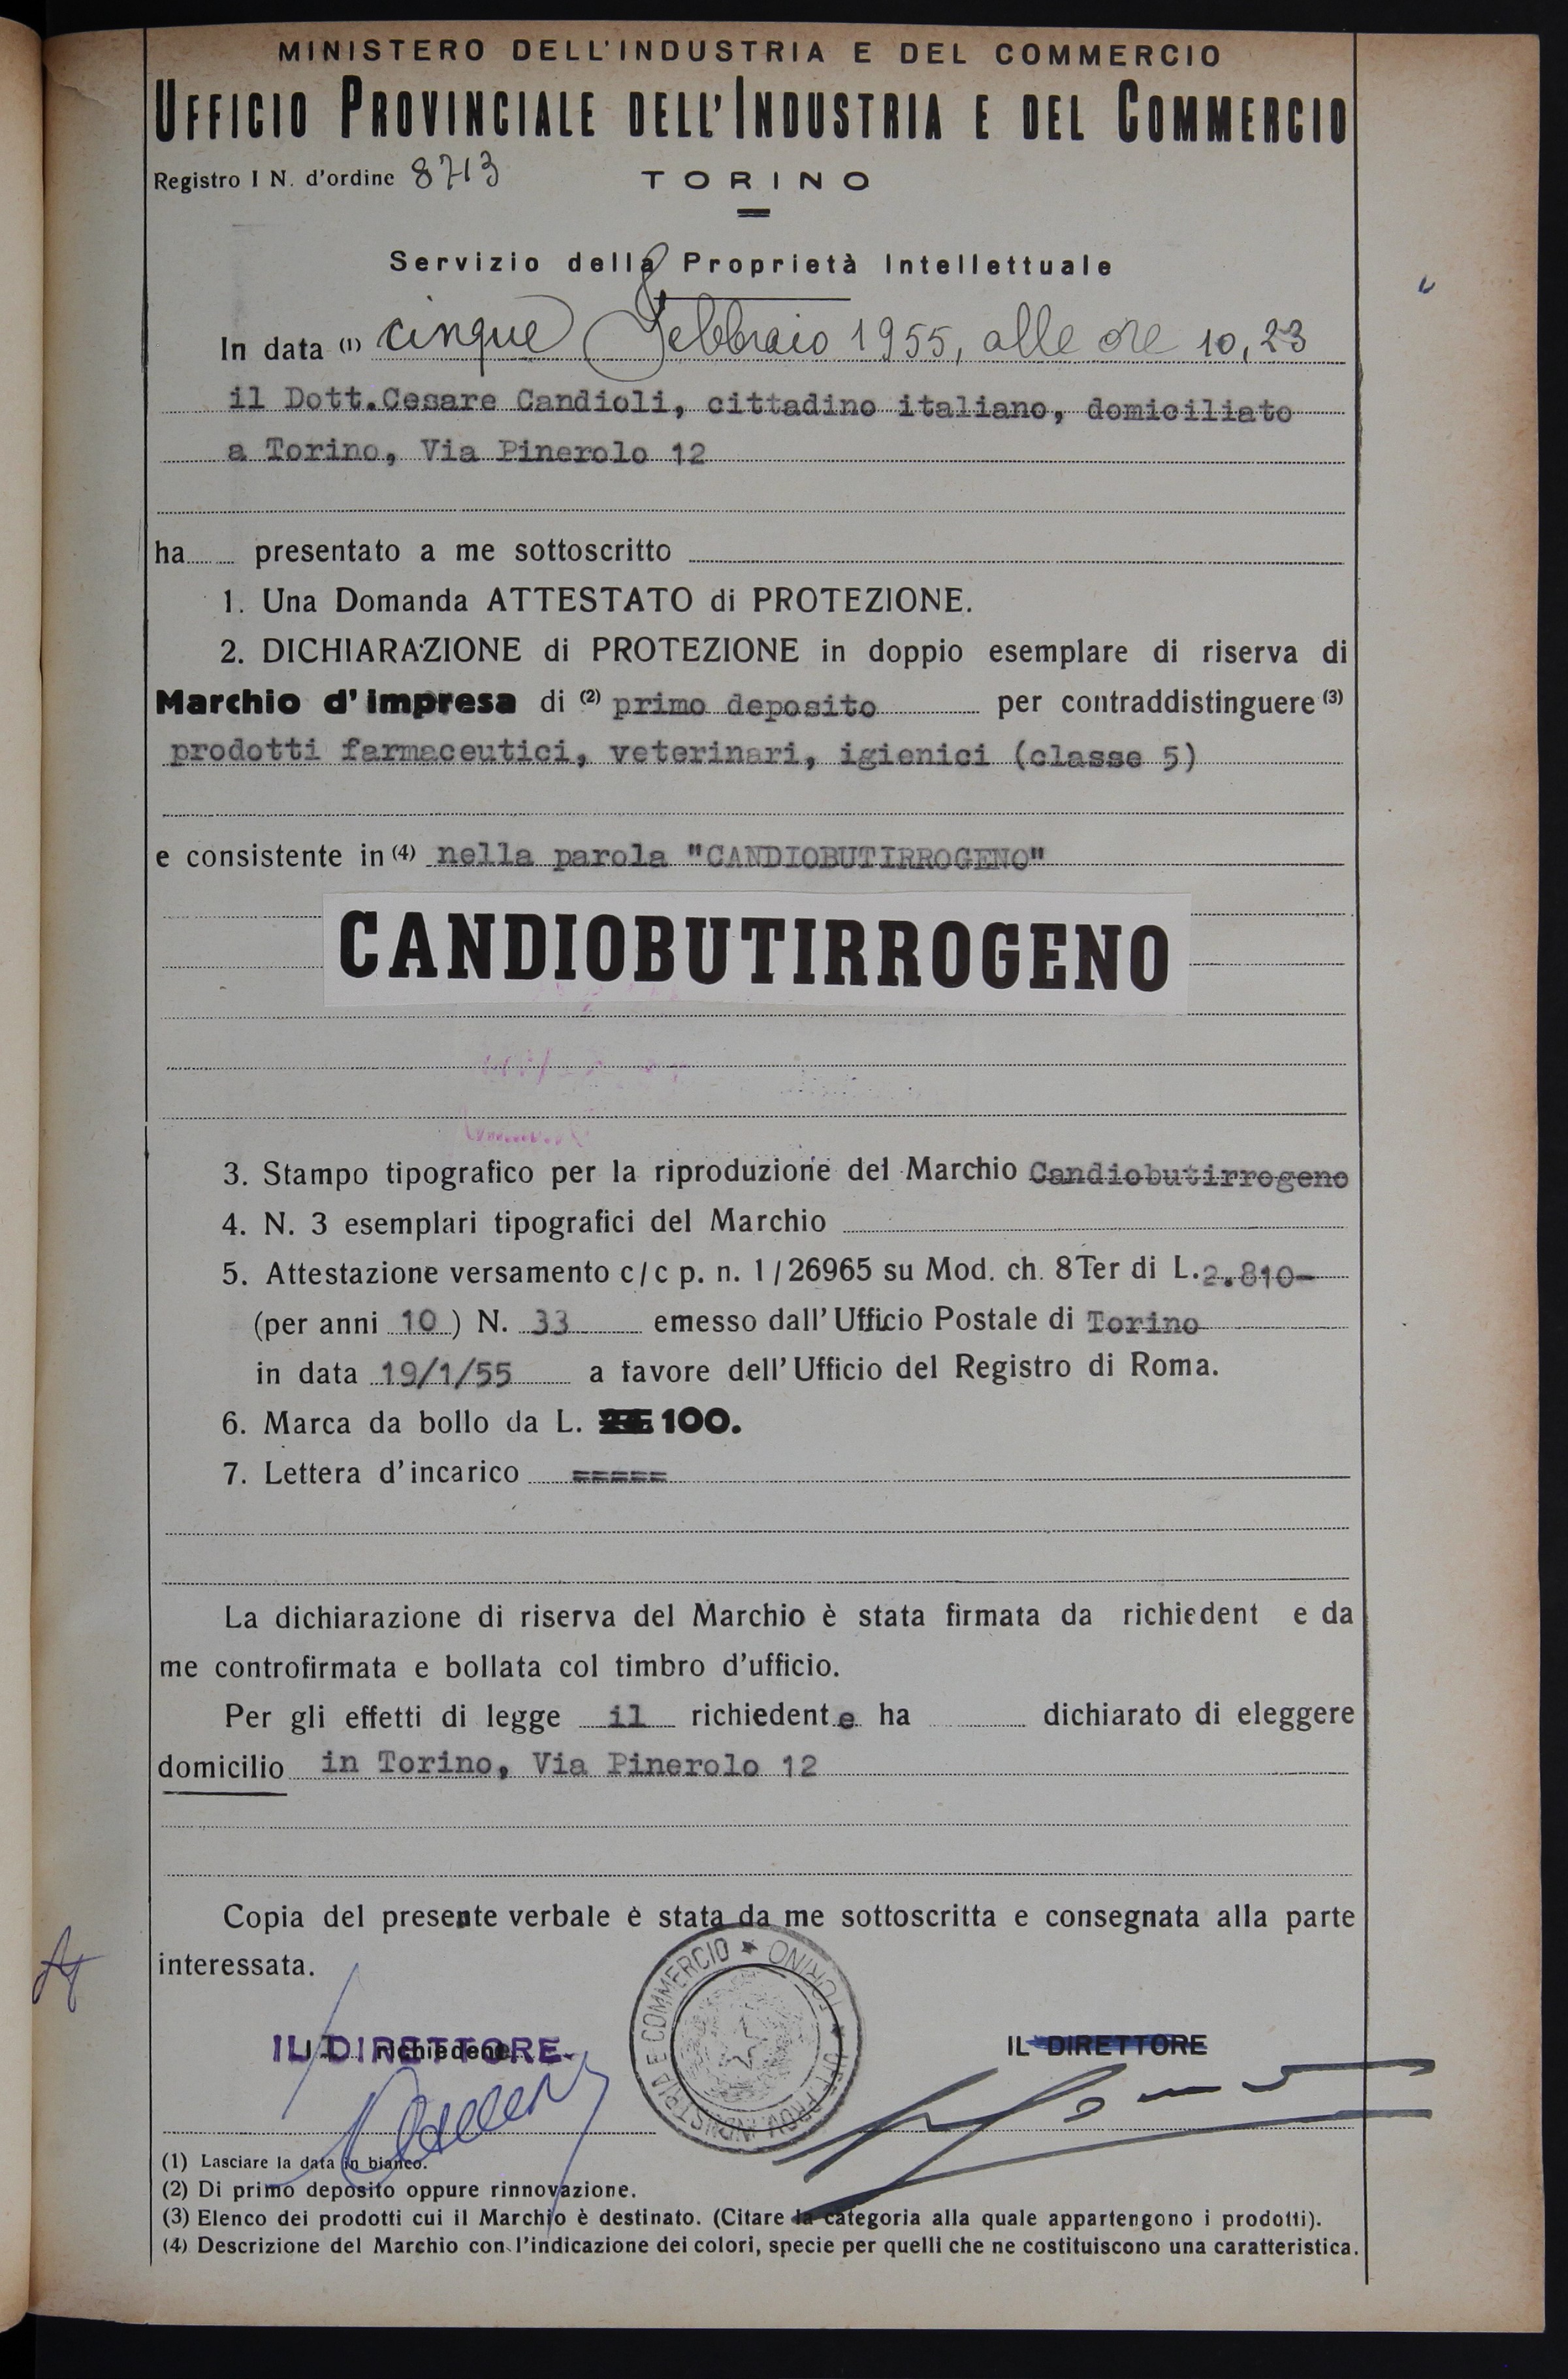 MINISTERO DELL'INDUSTRIA E DEL COMMERCIO
UFFICIO PROVINCIALE DELL'INDUSTRIA E DEL COMMERCIO
Registro I N. d'ordine 8713 TORINO
Servizio della Proprietà Intellettuale
In data (1) cinque Febbraio 1955, alle ore 10,23
il Dott.Cesare Candioli, cittadino italiano, domiciliato
a Torino, Via Pinerolo 12
ha presentato a me sottoscritto
1. Una Domanda ATTESTATO di PROTEZIONE.
2. DICHIARAZIONE di PROTEZIONE in doppio esemplare di riserva di
Marchio d'impresa di (2) primo deposito per contraddistinguere (3)
prodotti farmaceutici, veterinari, igienici (classe 5)
e consistente in (4) nella parola "CANDIOBUTIRROGENO"
CANDIOBUTIRROGENO
3. Stampo tipografico per la riproduzione del Marchio Candiobutirrogeno
4. N. 3 esemplari tipografici del Marchio
5. Attestazione versamento c/c p. n. 1/26965 su Mod. ch. 8 Ter di L. 2.810-
(per anni 10) N. 33 emesso dall'Ufficio Postale di Torino
in data 19/1/55 a favore dell'Ufficio del Registro di Roma.
6. Marca da bollo da L. 100.
7. Lettera d'incarico =====
La dichiarazione di riserva del Marchio è stata firmata da richiedent e da
me controfirmata e bollata col timbro d'ufficio.
Per gli effetti di legge il richiedente ha dichiarato di eleggere
domicilio in Torino, Via Pinerolo 12
Copia del presente verbale è stata da me sottoscritta e consegnata alla parte
interessata.
IL DIRETTORE IL DIRETTORE
richiedente
UFF. PROV. INDUSTRIA E COMMERCIO ★ TORINO ★
(1) Lasciare la data in bianco.
(2) Di primo deposito oppure rinnovazione.
(3) Elenco dei prodotti cui il Marchio è destinato. (Citare la categoria alla quale appartengono i prodotti).
(4) Descrizione del Marchio con l'indicazione dei colori, specie per quelli che ne costituiscono una caratteristica.